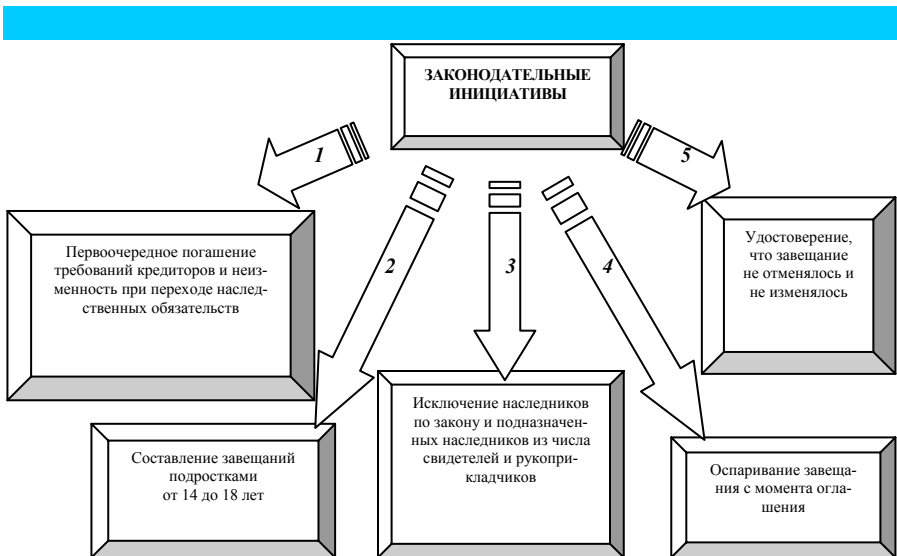 ЗАКОНОДАТЕЛЬНЫЕ
ИНИЦИАТИВЫ
1
Первоочередное погашение
требований кредиторов и неиз-
менность при переходе наслед-
ственных обязательств
2
Составление завещаний
подростками
от 14 до 18 лет
3
Исключение наследников
по закону и подназначен-
ных наследников из числа
свидетелей и рукопри-
кладчиков
4
Оспаривание завеща-
ния с момента огла-
шения
5
Удостоверение,
что завещание
не отменялось и
не изменялось